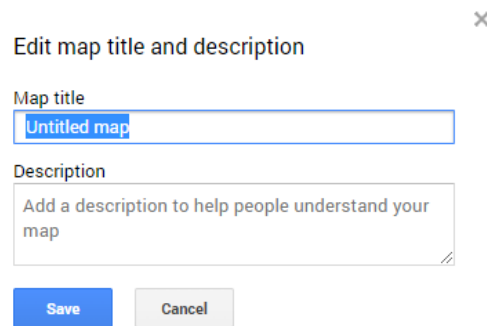 Edit map title and description
Map title
Untitled map
Description
Add a description to help people understand your
map
Save Cancel